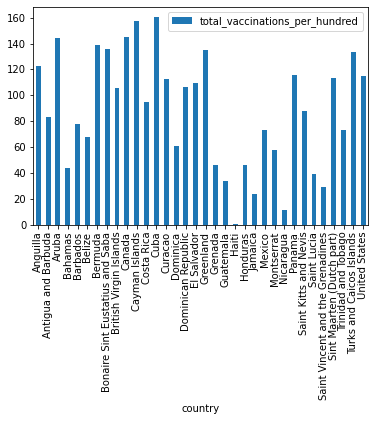 total_vaccinations_per_hundred
160
140
120
100
80
60
40
20
0
Anguilla
Antigua and Barbuda
Aruba
Bahamas
Barbados
Belize
Bermuda
Bonaire Sint Eustatius and Saba
British Virgin Islands
Canada
Cayman Islands
Costa Rica
Cuba
Curacao
Dominica
Dominican Republic
El Salvador
Greenland
Grenada
Guatemala
Haiti
Honduras
Jamaica
Mexico
Montserrat
Nicaragua
Panama
Saint Kitts and Nevis
Saint Lucia
Saint Vincent and the Grenadines
Sint Maarten (Dutch part)
Trinidad and Tobago
Turks and Caicos Islands
United States
country